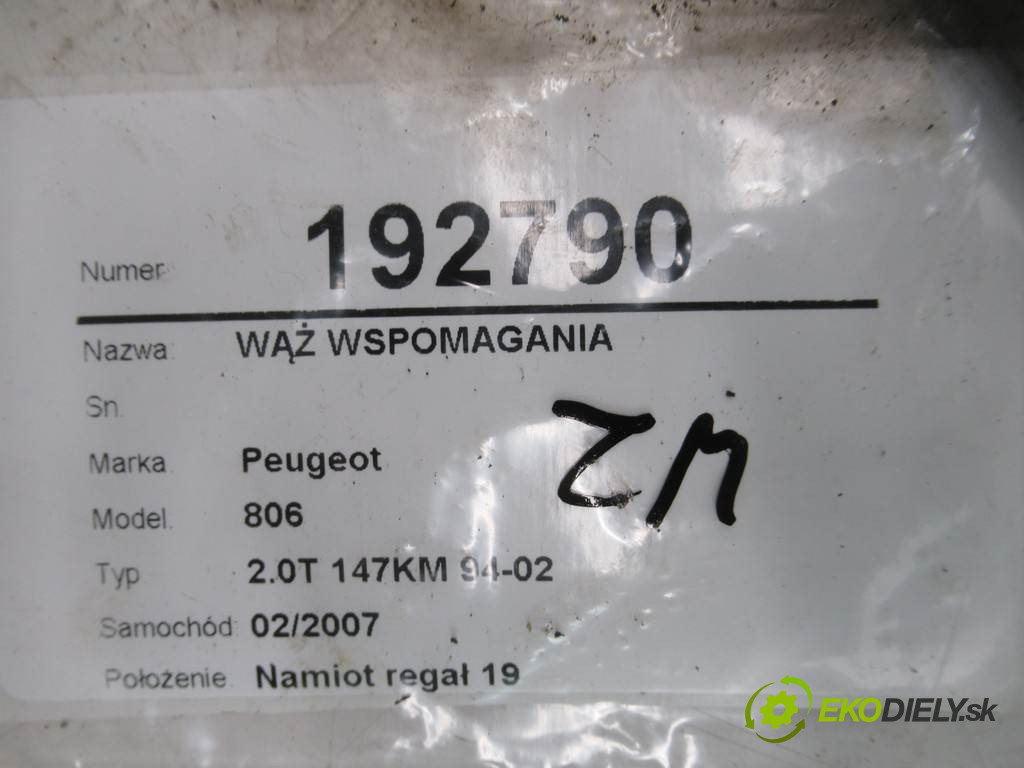 Numer: 192790
Nazwa: WĄŻ WSPOMAGANIA
Sn.
Marka: Peugeot
ZM
Model: 806
Typ 2.0T 147KM 94-02
Samochód: 02/2007
Położenie: Namiot regał 19
EKODIELY.sk